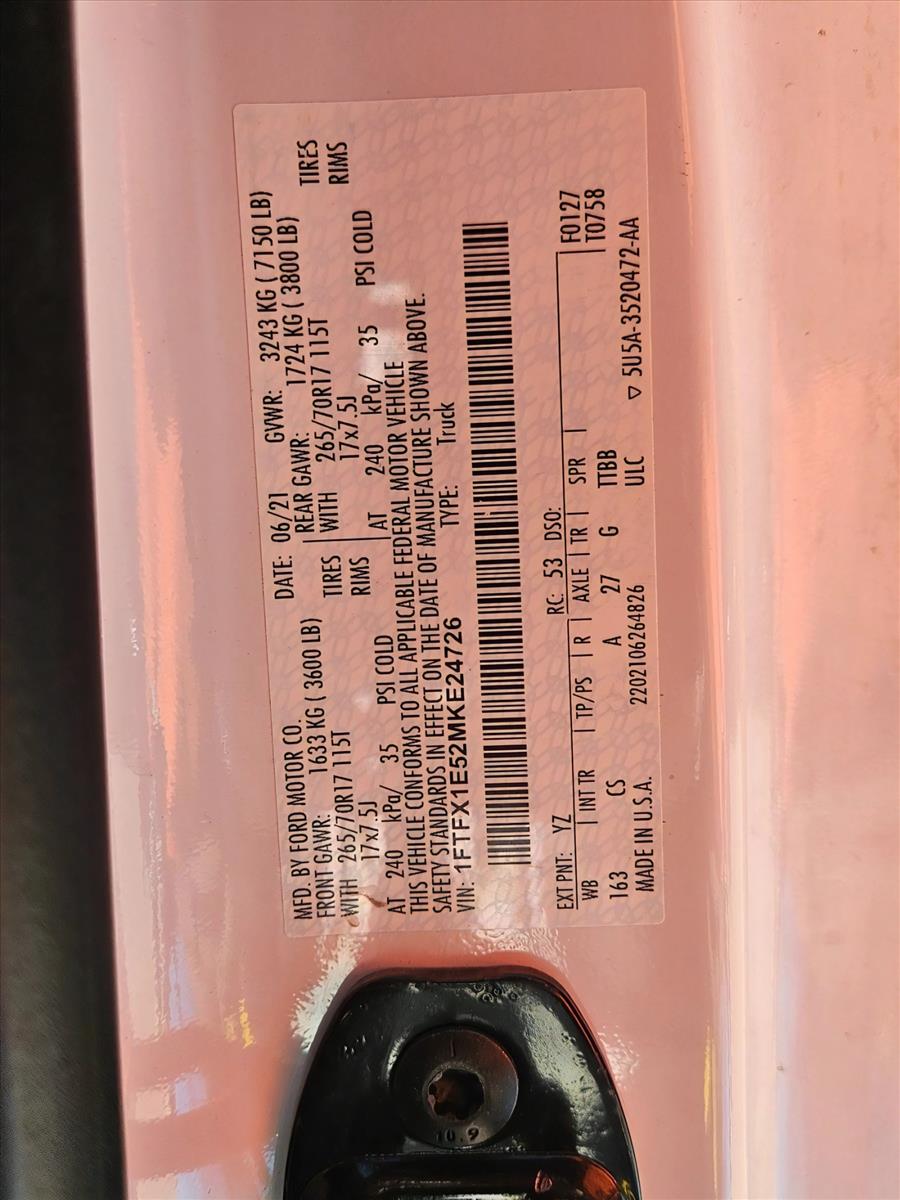 MFD. BY FORD MOTOR CO.
DATE: 06/21 GVWR: 3243 KG ( 7150 LB)
FRONT GAWR: 1633 KG ( 3600 LB)
REAR GAWR: 1724 KG ( 3800 LB)
WITH 265/70R17 115T TIRES
17x7.5J RIMS
AT 240 kPa/ 35 PSI COLD
WITH 265/70R17 115T TIRES
17x7.5J RIMS
AT 240 kPa/ 35 PSI COLD
THIS VEHICLE CONFORMS TO ALL APPLICABLE FEDERAL MOTOR VEHICLE
SAFETY STANDARDS IN EFFECT ON THE DATE OF MANUFACTURE SHOWN ABOVE.
VIN: 1FTFX1E52MKE24726 TYPE: Truck
EXT PNT: YZ RC: 53 DSO: F0127
WB INT TR TP/PS R AXLE TR SPR T0758
163 CS A 27 G TTBB
MADE IN U.S.A. 2202106264826 ULC ▽ 5U5A-3520472-AA
10.9